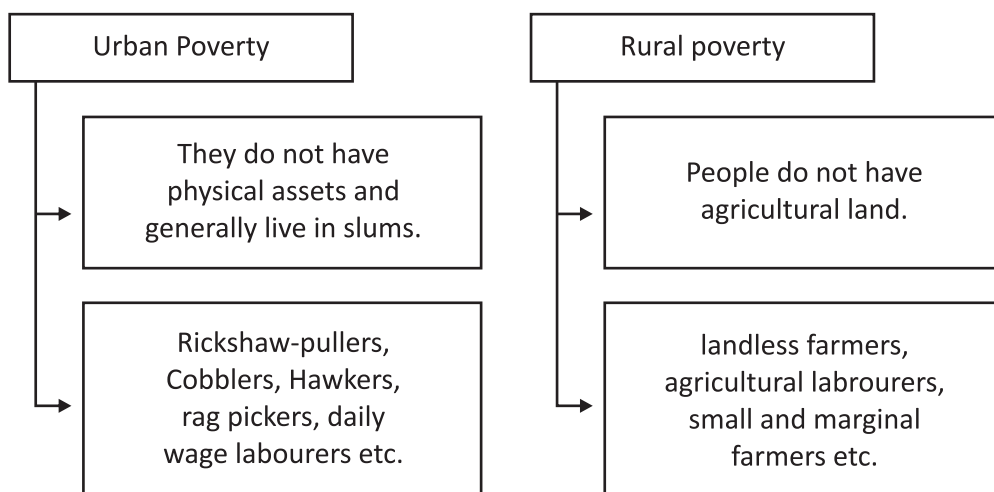 Urban Poverty
They do not have
physical assets and
generally live in slums.
Rickshaw-pullers,
Cobblers, Hawkers,
rag pickers, daily
wage labourers etc.
Rural poverty
People do not have
agricultural land.
landless farmers,
agricultural labrourers,
small and marginal
farmers etc.